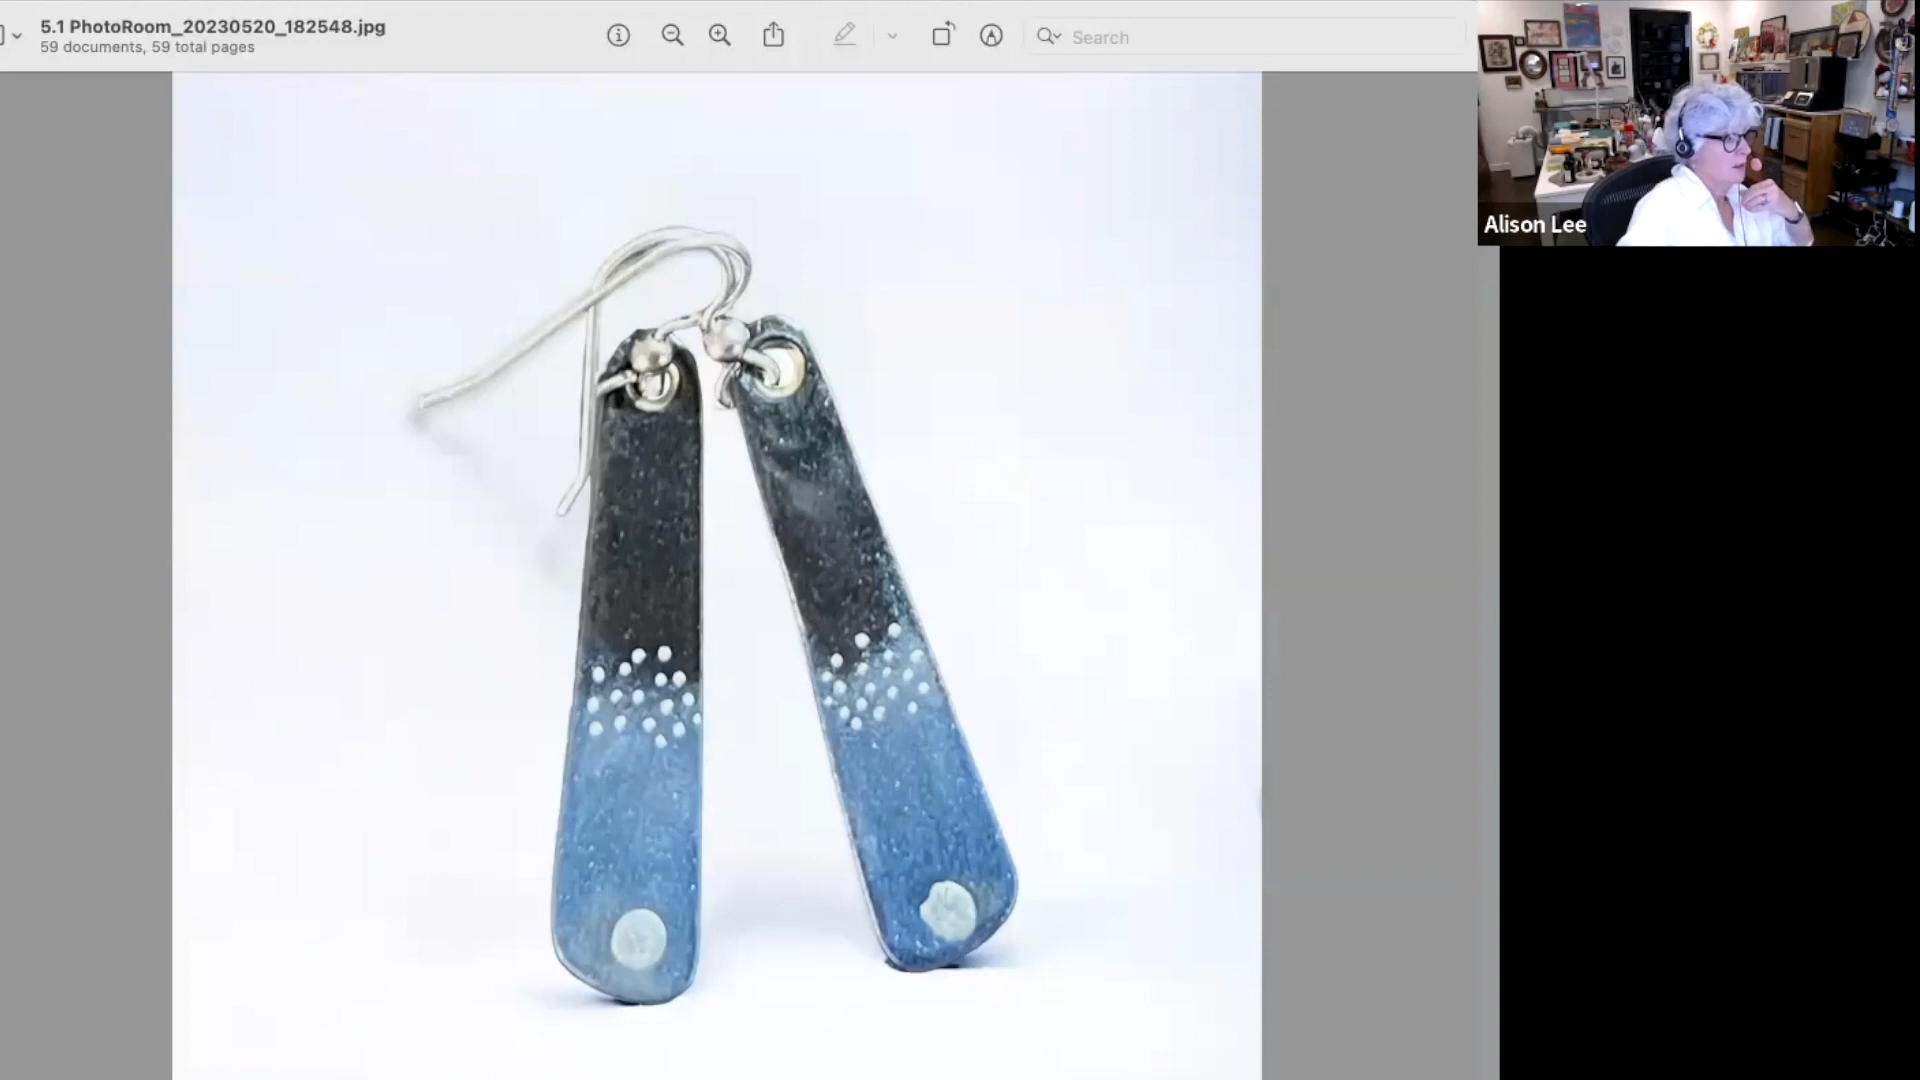 5.1 PhotoRoom_20230520_182548.jpg
59 documents, 59 total pages
Search
Alison Lee